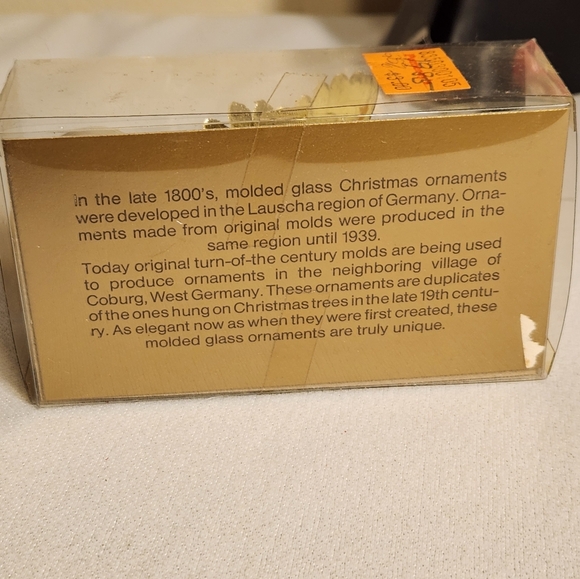 in the late 1800's, molded glass Christmas ornaments
were developed in the Lauscha region of Germany. Orna-
ments made from original molds were produced in the
same region until 1939.
Today original turn-of-the century molds are being used
to produce ornaments in the neighboring village of
Coburg, West Germany. These ornaments are duplicates
of the ones hung on Christmas trees in the late 19th centu-
ry. As elegant now as when they were first created, these
molded glass ornaments are truly unique.